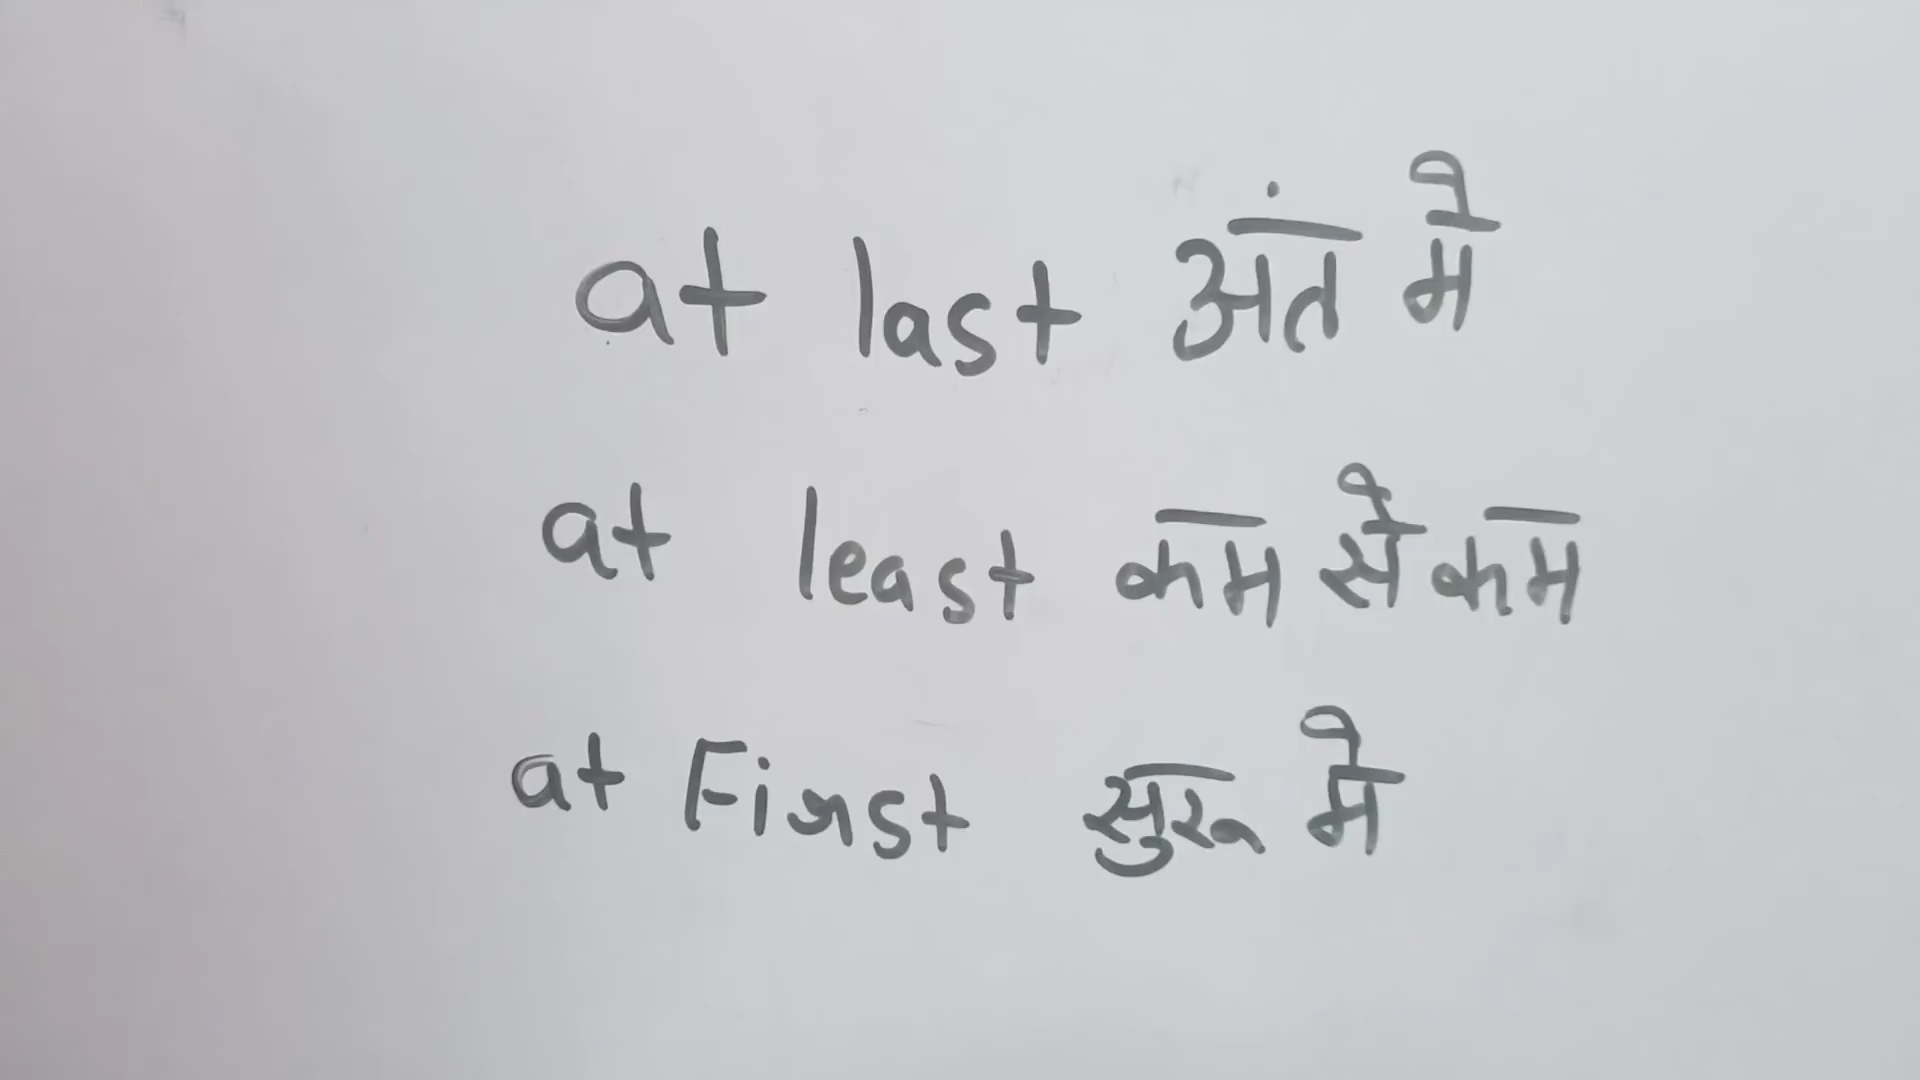 at last अंत मे
at least कम से कम
at First सुरू मे